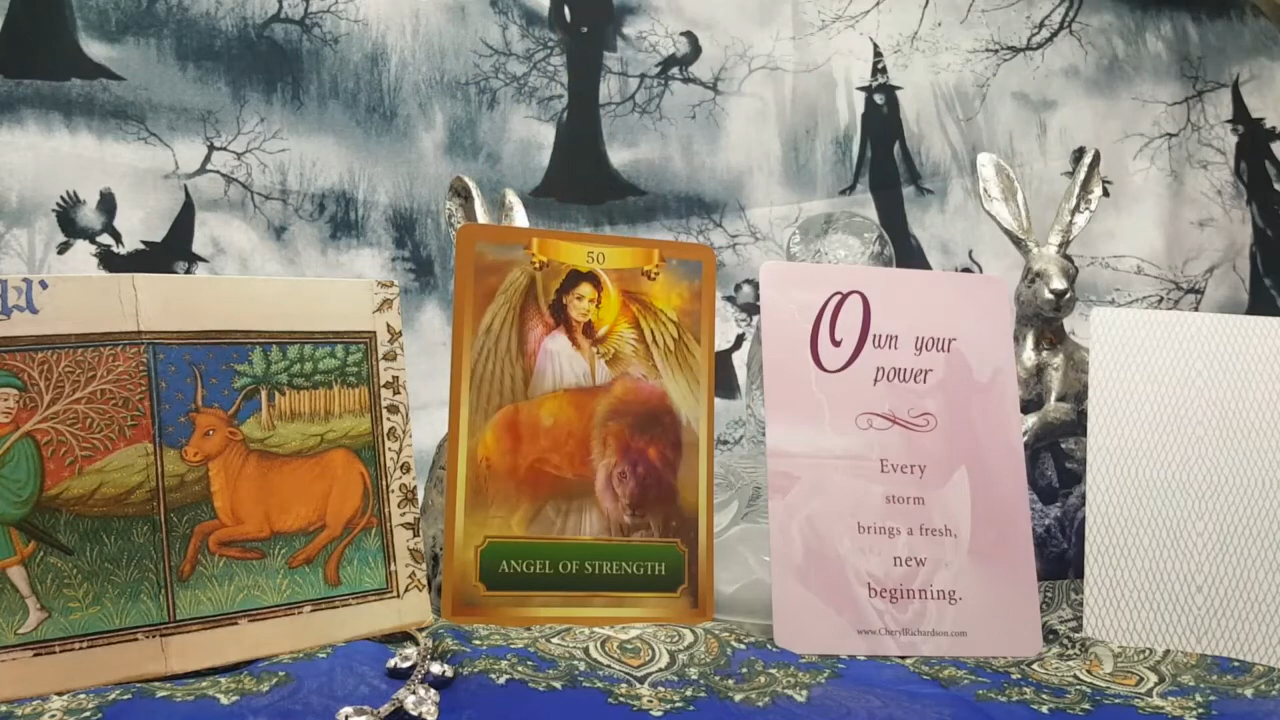 50
ANGEL OF STRENGTH
Own your
power
Every
storm
brings a fresh,
new
beginning.
www.CherylRichardson.com